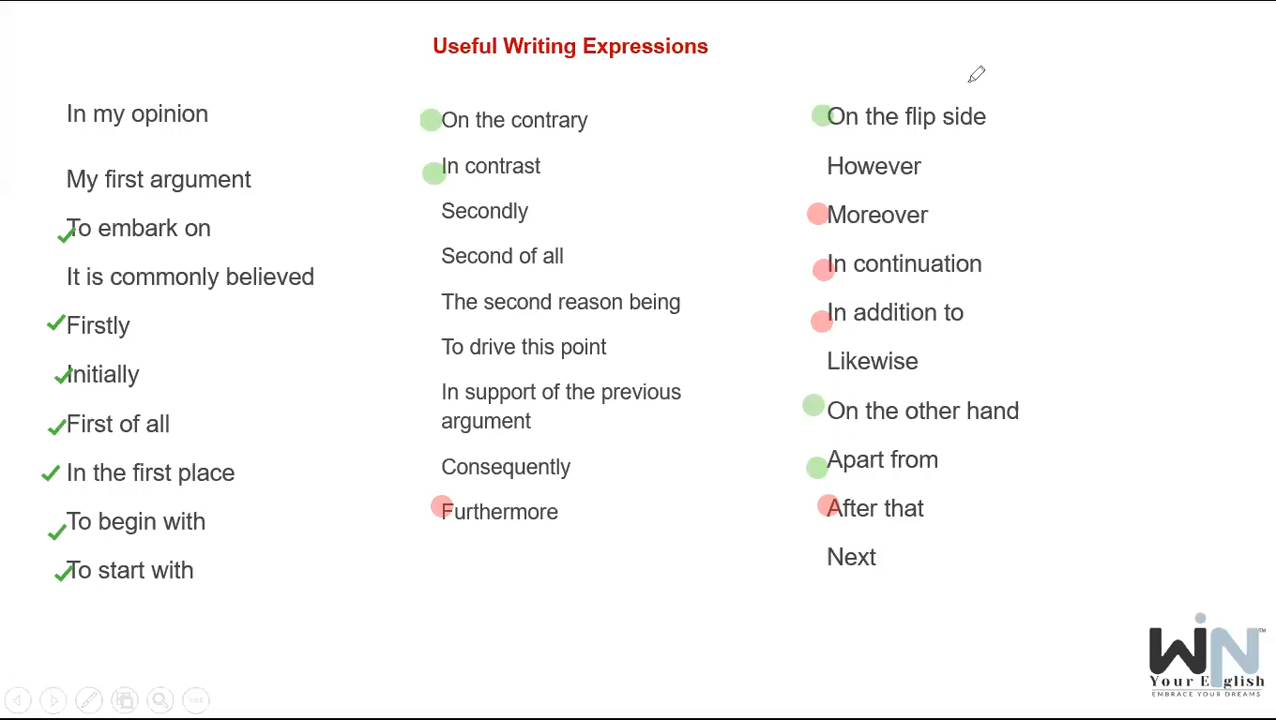 Useful Writing Expressions
In my opinion
My first argument
To embark on
It is commonly believed
Firstly
Initially
First of all
In the first place
To begin with
To start with
On the contrary
In contrast
Secondly
Second of all
The second reason being
To drive this point
In support of the previous
argument
Consequently
Furthermore
On the flip side
However
Moreover
In continuation
In addition to
Likewise
On the other hand
Apart from
After that
Next
WIN
TM
Your English
EMBRACE YOUR DREAMS